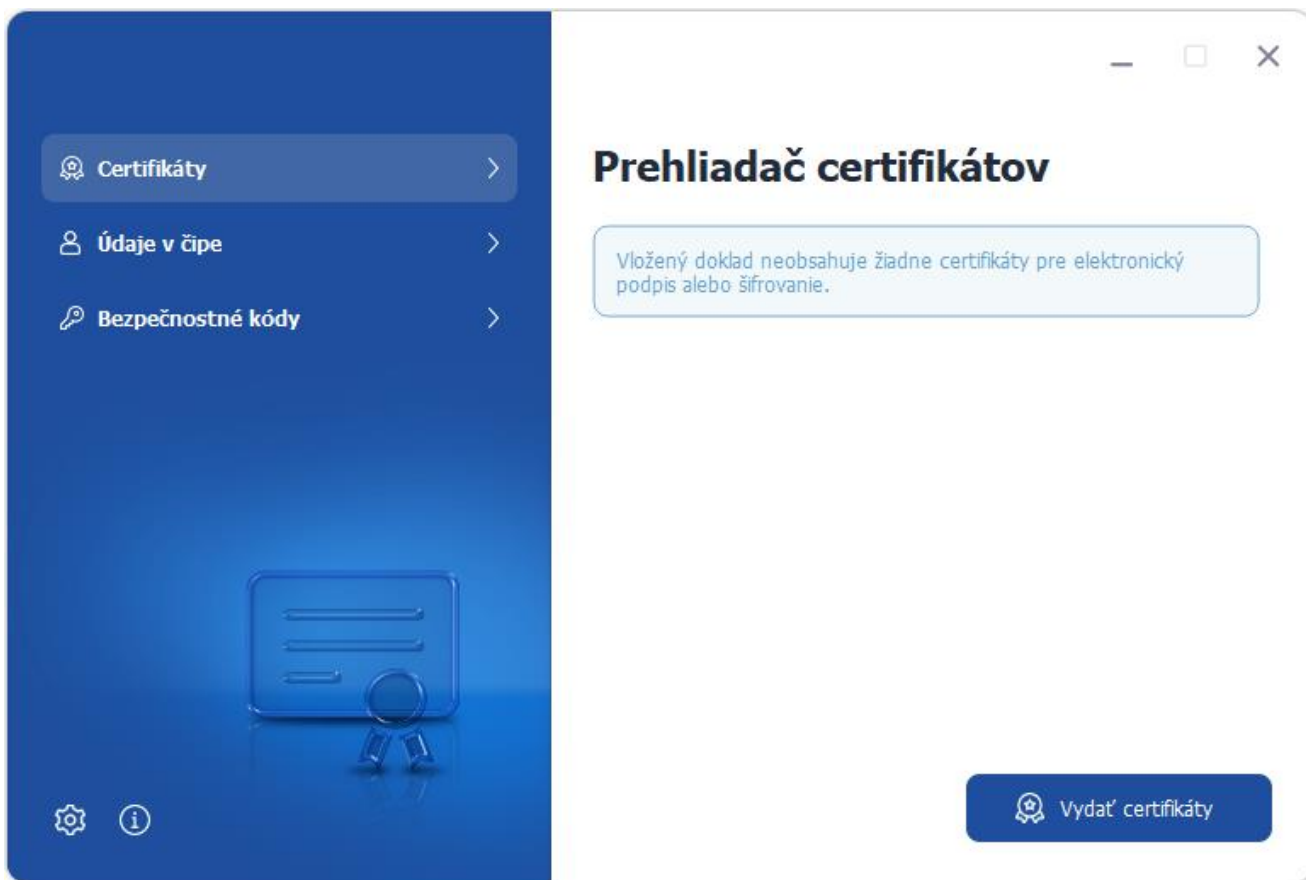 Certifikáty
Údaje v čipe
Bezpečnostné kódy
Prehliadač certifikátov
Vložený doklad neobsahuje žiadne certifikáty pre elektronický
podpis alebo šifrovanie.
Vydať certifikáty